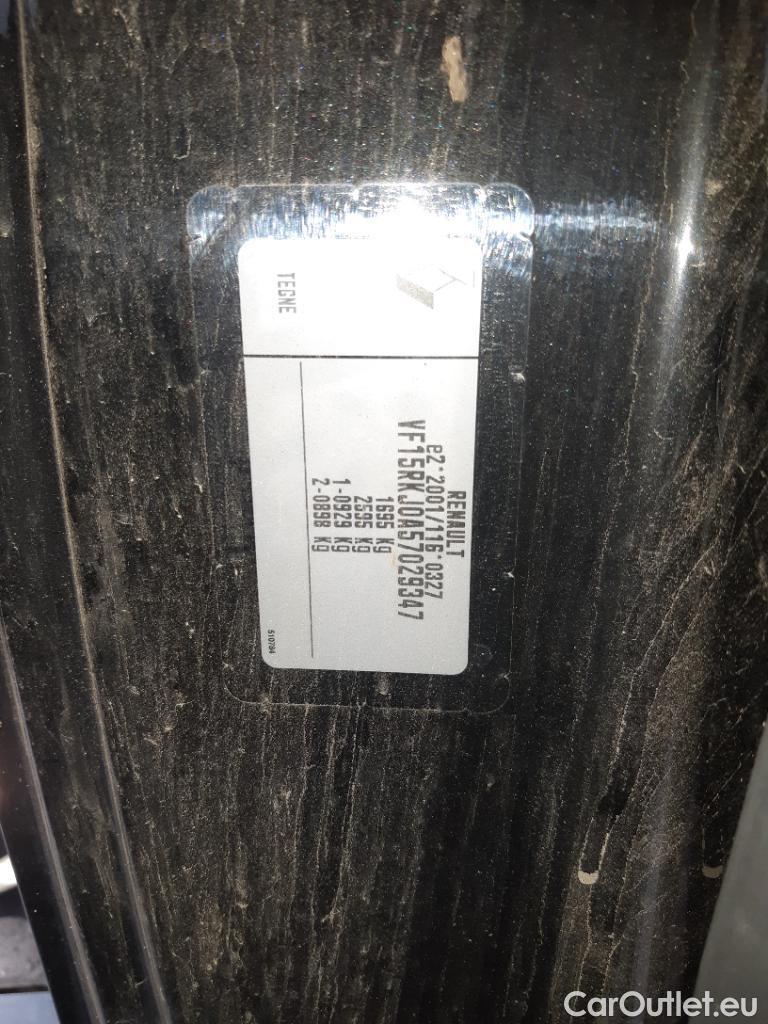 RENAULT
e2*2001/116*0327
VF15RKJ0A57029347
1695 Kg
2595 Kg
1-0929 Kg
2-0898 Kg
TEGNE
510784
CarOutlet.eu